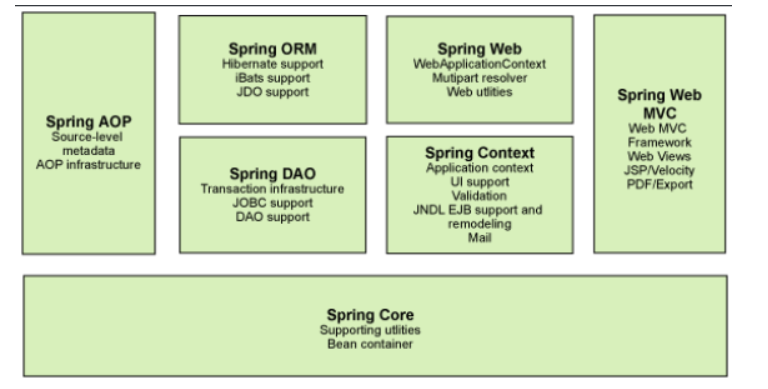 Spring AOP
Source-level
metadata
AOP infrastructure
Spring ORM
Hibernate support
iBats support
JDO support
Spring DAO
Transaction infrastructure
JOBC support
DAO support
Spring Web
WebApplicationContext
Mutipart resolver
Web utlities
Spring Context
Application context
UI support
Validation
JNDL EJB support and
remodeling
Mail
Spring Web
MVC
Web MVC
Framework
Web Views
JSP/Velocity
PDF/Export
Spring Core
Supporting utlities
Bean container